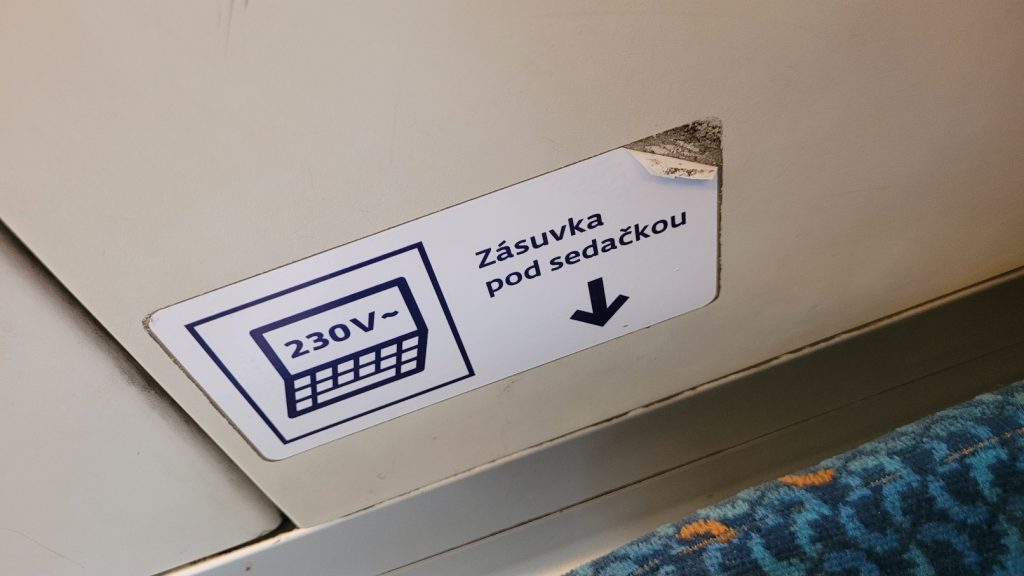 230V~
Zásuvka
pod sedačkou